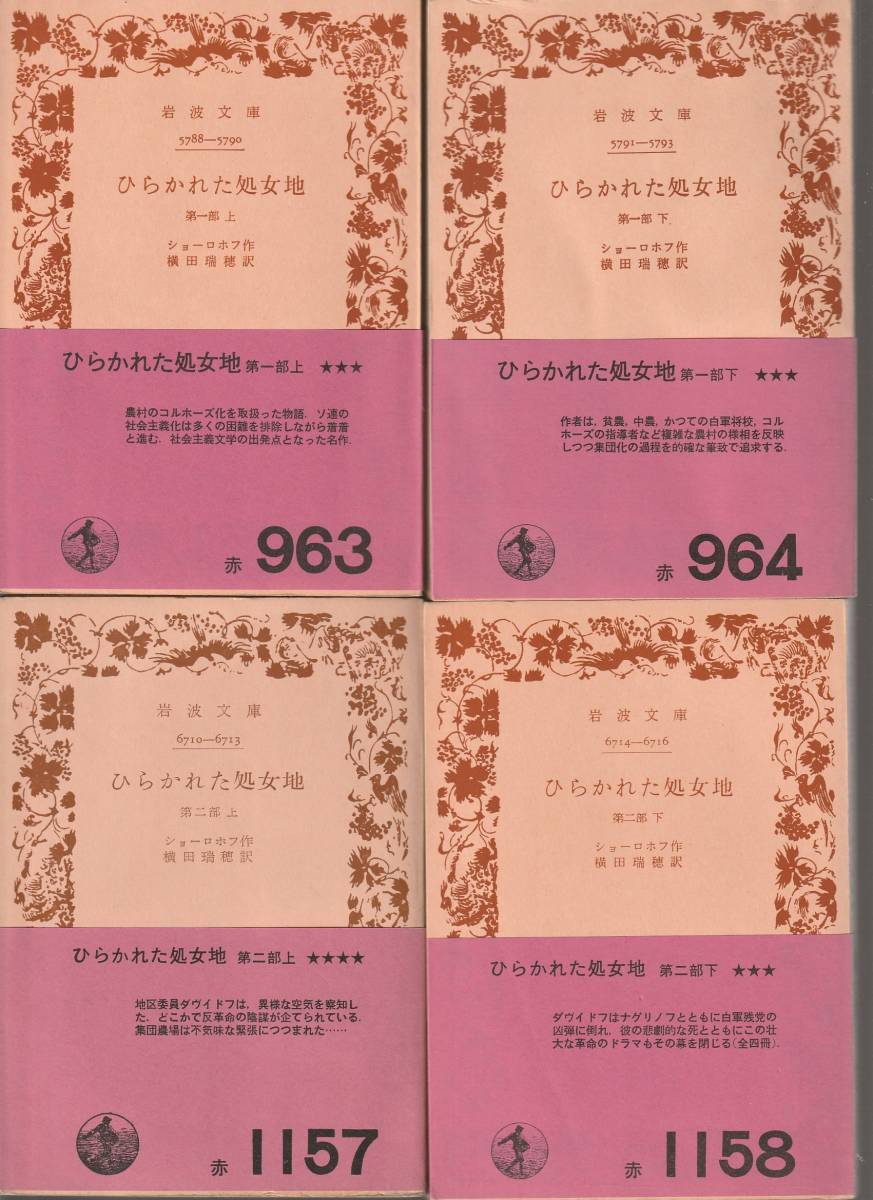 岩波文庫
5788—5790
ひらかれた処女地
第一部 上
ショーロホフ作
横田瑞穂訳
ひらかれた処女地 第一部上 ★★★
農村のコルホーズ化を取扱った物語. ソ連の
社会主義化は多くの困難を排除しながら着着
と進む. 社会主義文学の出発点となった名作.
赤 963
岩波文庫
5791—5793
ひらかれた処女地
第一部 下
ショーロホフ作
横田瑞穂訳
ひらかれた処女地 第一部下 ★★★
作者は, 貧農, 中農, かつての白軍将校, コル
ホーズの指導者など複雑な農村の様相を反映
しつつ集団化の過程を的確な筆致で追求する.
赤 964
岩波文庫
6710—6713
ひらかれた処女地
第二部 上
ショーロホフ作
横田瑞穂訳
ひらかれた処女地 第二部上 ★★★★
地区委員ダヴイドフは, 異様な空気を察知し
た. どこかで反革命の陰謀が企てられている.
集団農場は不気味な緊張につつまれた……
赤 1157
岩波文庫
6714—6716
ひらかれた処女地
第二部 下
ショーロホフ作
横田瑞穂訳
ひらかれた処女地 第二部下 ★★★
ダヴイドフはナグリノフとともに白軍残党の
凶弾に倒れ, 彼の悲劇的な死とともにこの壮
大な革命のドラマもその幕を閉じる(全四冊).
赤 1158